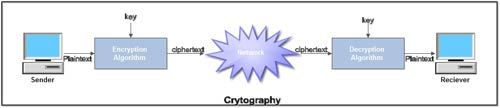 key
key
Encryption
Algorithm
Decryption
Algorithm
Plaintext
ciphertext
Network
ciphertext
Plaintext
Sender
Reciever
Crytography